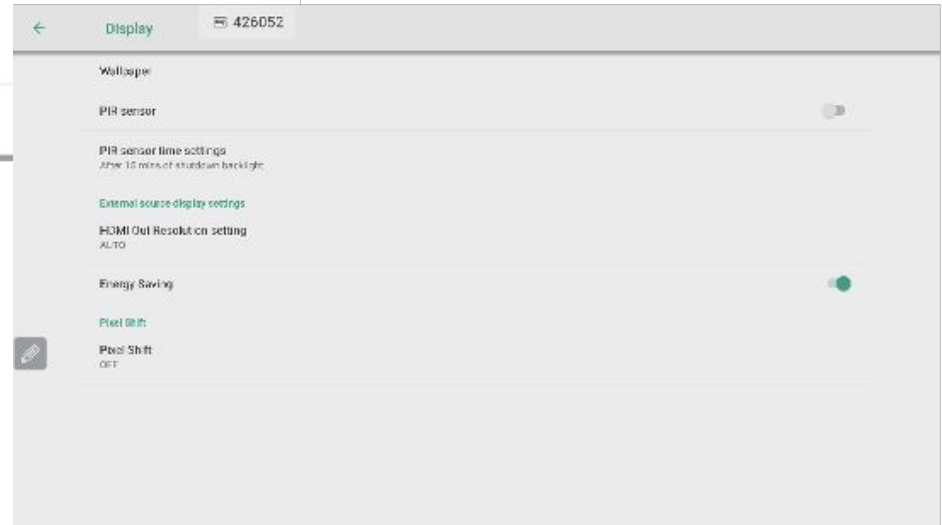 Display
426052
Wallpaper
PIR sensor
PIR sensor time settings
After 15 mins of shutdown backlight
External source display settings
HDMI Out Resolution setting
AUTO
Energy Saving
Pixel Shift
Pixel Shift
OFF